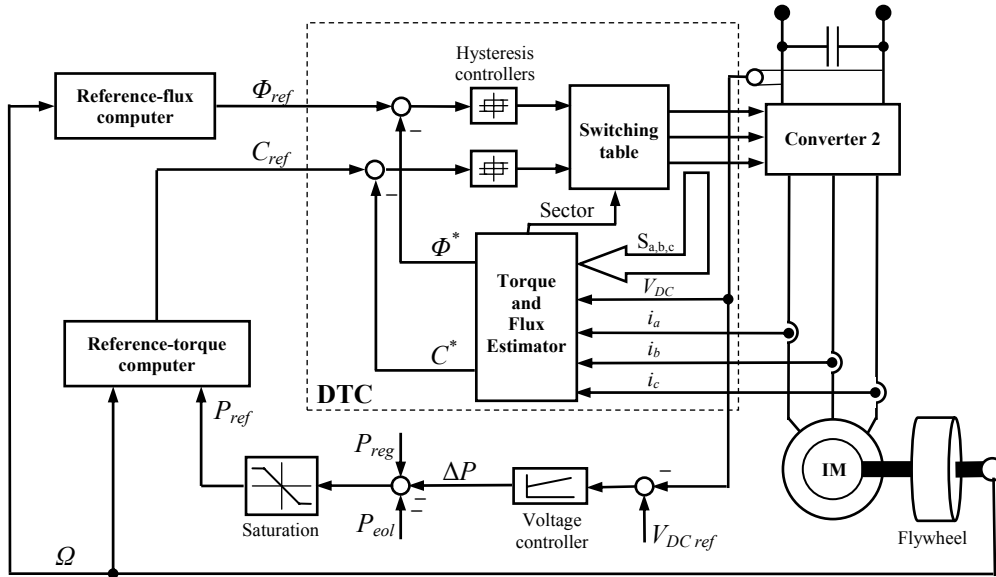 Hysteresis
controllers
Reference-flux
computer
Φref
Switching
table
Converter 2
Cref
Sector
Sa,b,c
Φ*
Torque
and
Flux
Estimator
VDC
ia
ib
ic
Reference-torque
computer
C*
DTC
Pref
Preg
ΔP
IM
Saturation
Peol
Voltage
controller
VDC ref
Flywheel
Ω